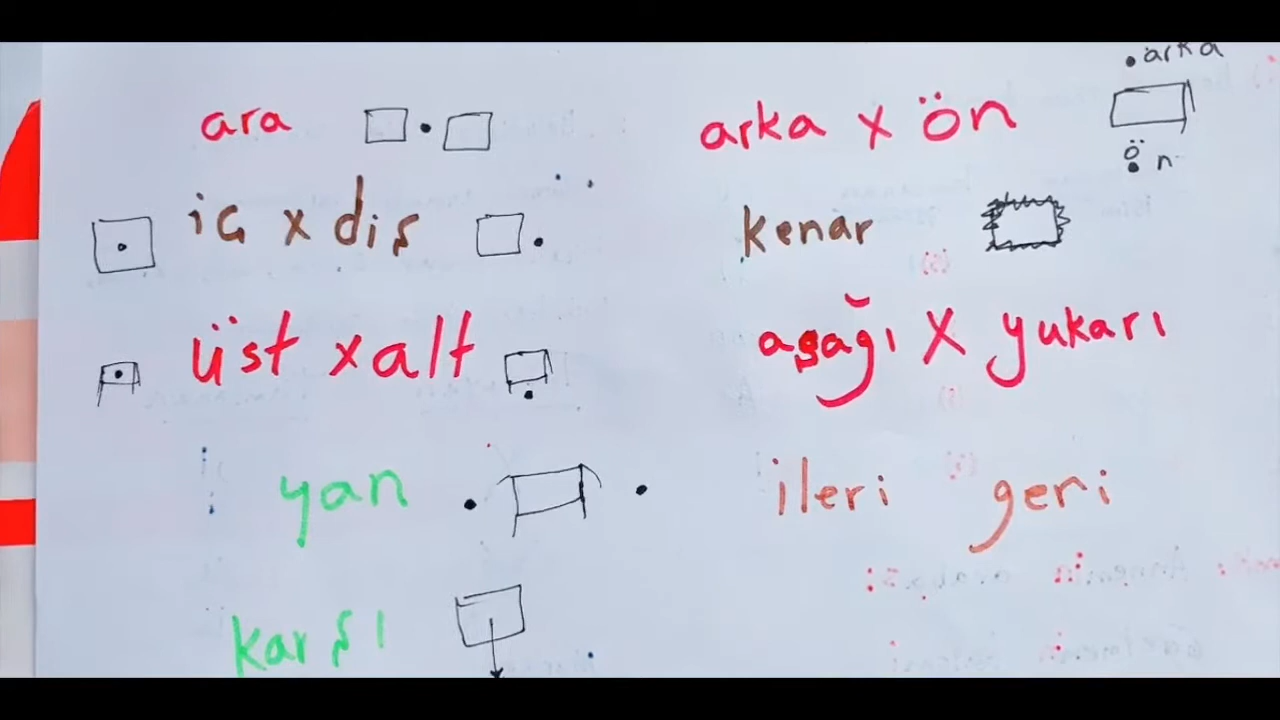 ara
iç x dış
üst x alt
yan
karşı
arka x ön
arka
ön
kenar
aşağı x yukarı
ileri geri